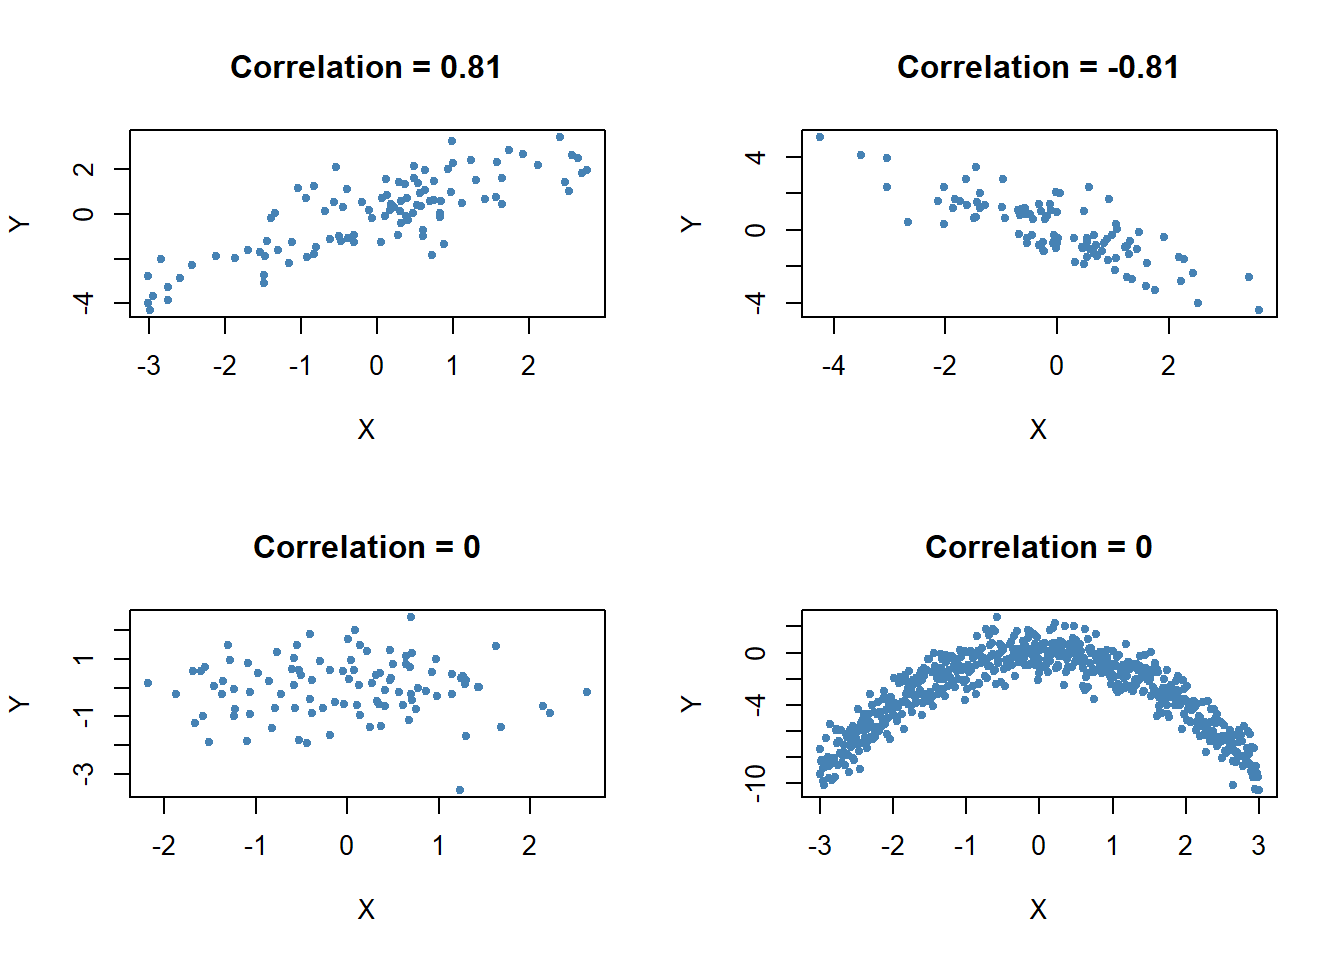 Correlation = 0.81
Y
2
0
-4
-3 -2 -1 0 1 2
X
Correlation = -0.81
Y
4
0
-4
-4 -2 0 2
X
Correlation = 0
Y
1
-1
-3
-2 -1 0 1 2
X
Correlation = 0
Y
0
-4
-10
-3 -2 -1 0 1 2 3
X